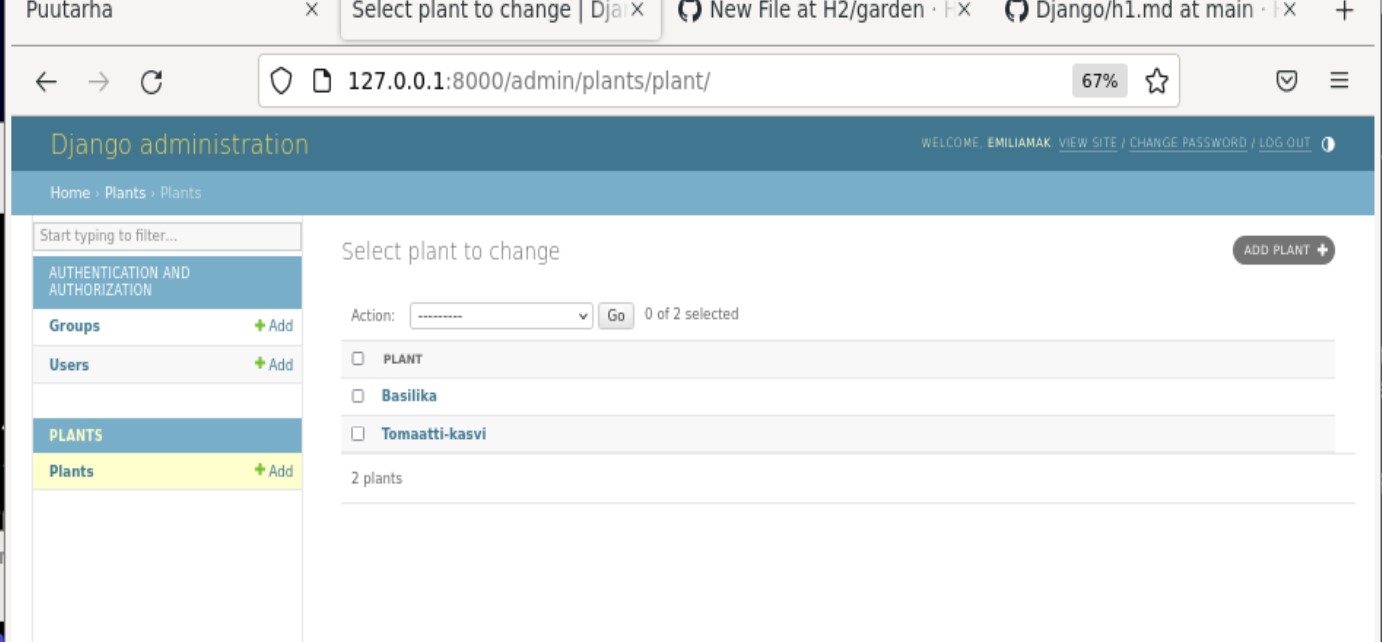 Puutarha
Select plant to change | Dja
New File at H2/garden ·
Django/h1.md at main ·
127.0.0.1:8000/admin/plants/plant/
67%
Django administration
WELCOME, EMILIAMAK VIEW SITE / CHANGE PASSWORD / LOG OUT
Home › Plants › Plants
Start typing to filter...
AUTHENTICATION AND
AUTHORIZATION
Groups
+ Add
Users
+ Add
PLANTS
Plants
+ Add
Select plant to change
ADD PLANT +
Action:
---------
Go
0 of 2 selected
PLANT
Basilika
Tomaatti-kasvi
2 plants